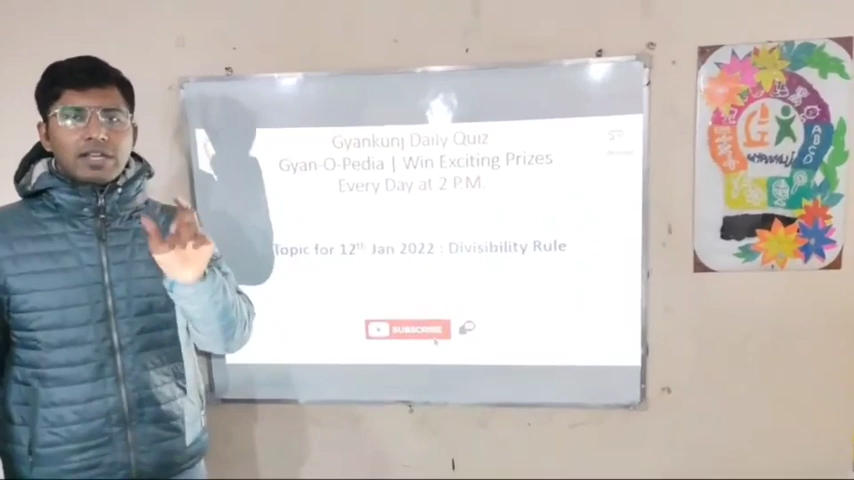 Gyankunj Daily Quiz
Gyan-O-Pedia | Win Exciting Prizes
Every Day at 2 P.M.
Topic for 12th Jan 2022 : Divisibility Rule
SUBSCRIBE
GYANKUNJ
A B C D